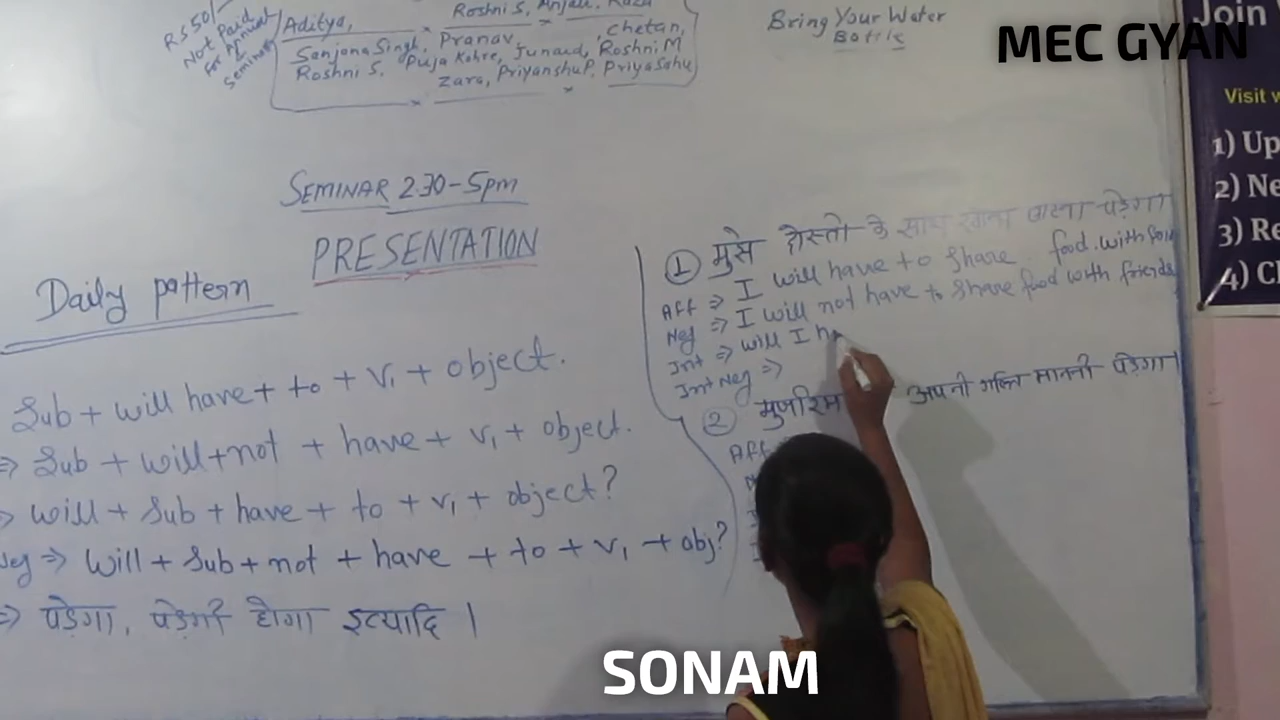 RS 50/-
Not Paid
For Annual
&
Seminar
Roshni S, Anjali, Raza
Aditya,
Sanjana Singh, Pranav, Chetan,
Roshni S. Puja Kahre, Junaid, Roshni M
Zara, Priyanshu P, Priya Sahu
Bring Your Water
Bottle
Join
MEC GYAN
Visit w
1) Up
2) Ne
3) Re
4) Cl
SEMINAR 2.30-5pm
PRESENTATION
Daily pattern
Sub + will have + to + V1 + object.
⇒ Sub + will + not + have + V1 + object.
⇒ will + Sub + have + to + V1 + object?
Neg ⇒ Will + Sub + not + have + to + V1 + obj?
⇒ पड़ेगा, पड़ेगी होगा इत्यादि ।
① मुझे दोस्तो के साथ खाना पड़ेगा
Aff ⇒ I will have to share food with
Neg ⇒ I will not have to share food with friends
Int ⇒ will I h
Int Neg ⇒
② मुजरिम अपनी गलति माननी पड़ेगा।
Aff
SONAM